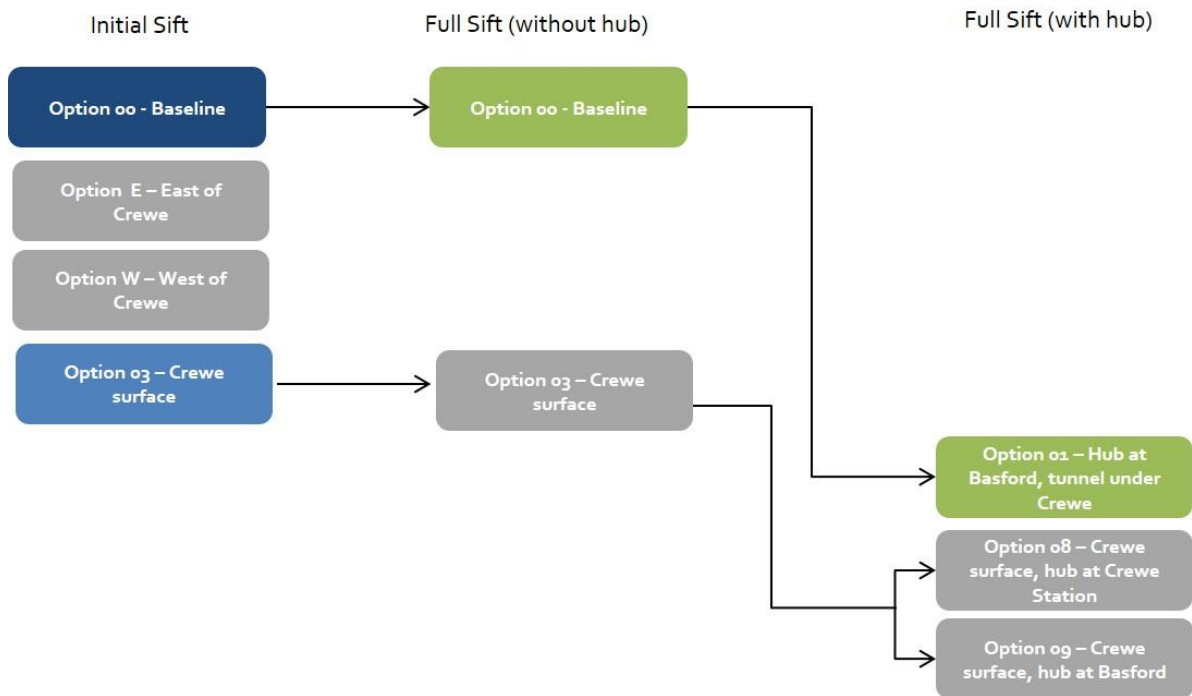 Initial Sift
Full Sift (without hub)
Full Sift (with hub)
Option 00 - Baseline
Option 00 - Baseline
Option E – East of
Crewe
Option W – West of
Crewe
Option 03 – Crewe
surface
Option 03 – Crewe
surface
Option 01 – Hub at
Basford, tunnel under
Crewe
Option 08 – Crewe
surface, hub at Crewe
Station
Option 09 – Crewe
surface, hub at Basford